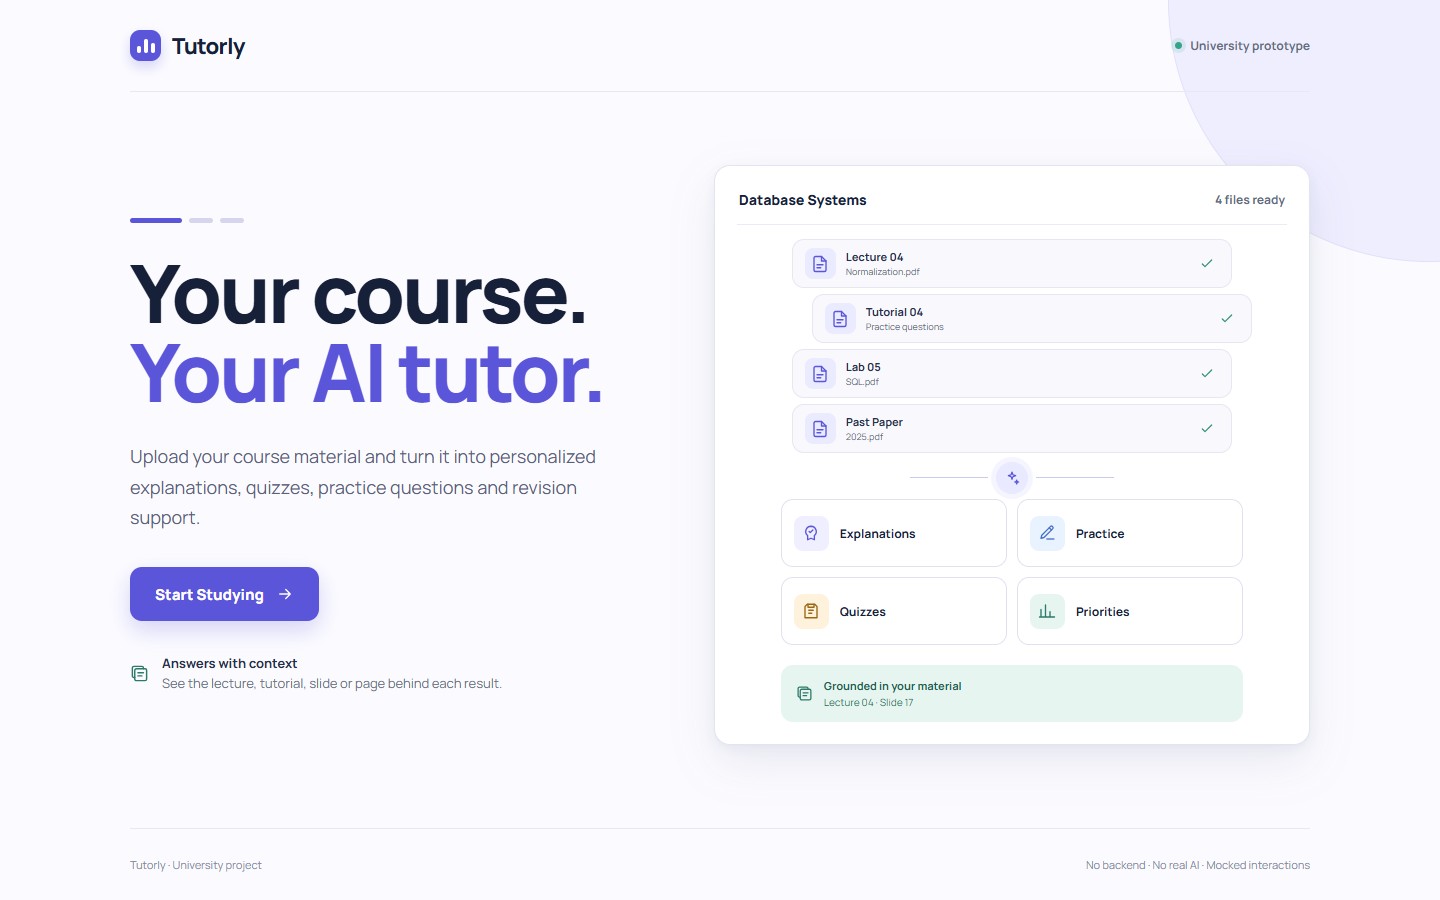 Tutorly
University prototype
Your course.
Your AI tutor.
Upload your course material and turn it into personalized
explanations, quizzes, practice questions and revision
support.
Start Studying
Answers with context
See the lecture, tutorial, slide or page behind each result.
Database Systems
4 files ready
Lecture 04
Normalization.pdf
Tutorial 04
Practice questions
Lab 05
SQL.pdf
Past Paper
2025.pdf
Explanations
Practice
Quizzes
Priorities
Grounded in your material
Lecture 04 · Slide 17
Tutorly · University project
No backend · No real AI · Mocked interactions